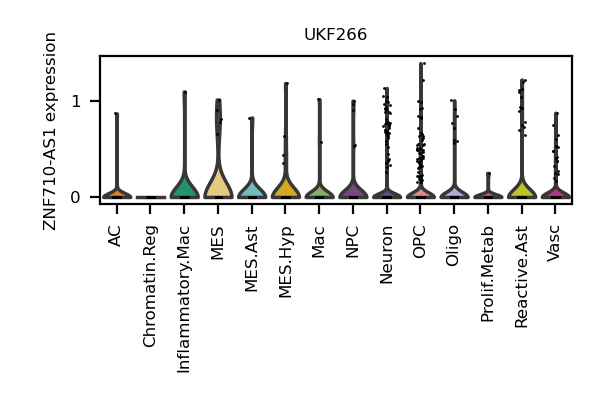 UKF266
ZNF710-AS1 expression
1
0
AC
Chromatin.Reg
Inflammatory.Mac
MES
MES.Ast
MES.Hyp
Mac
NPC
Neuron
OPC
Oligo
Prolif.Metab
Reactive.Ast
Vasc